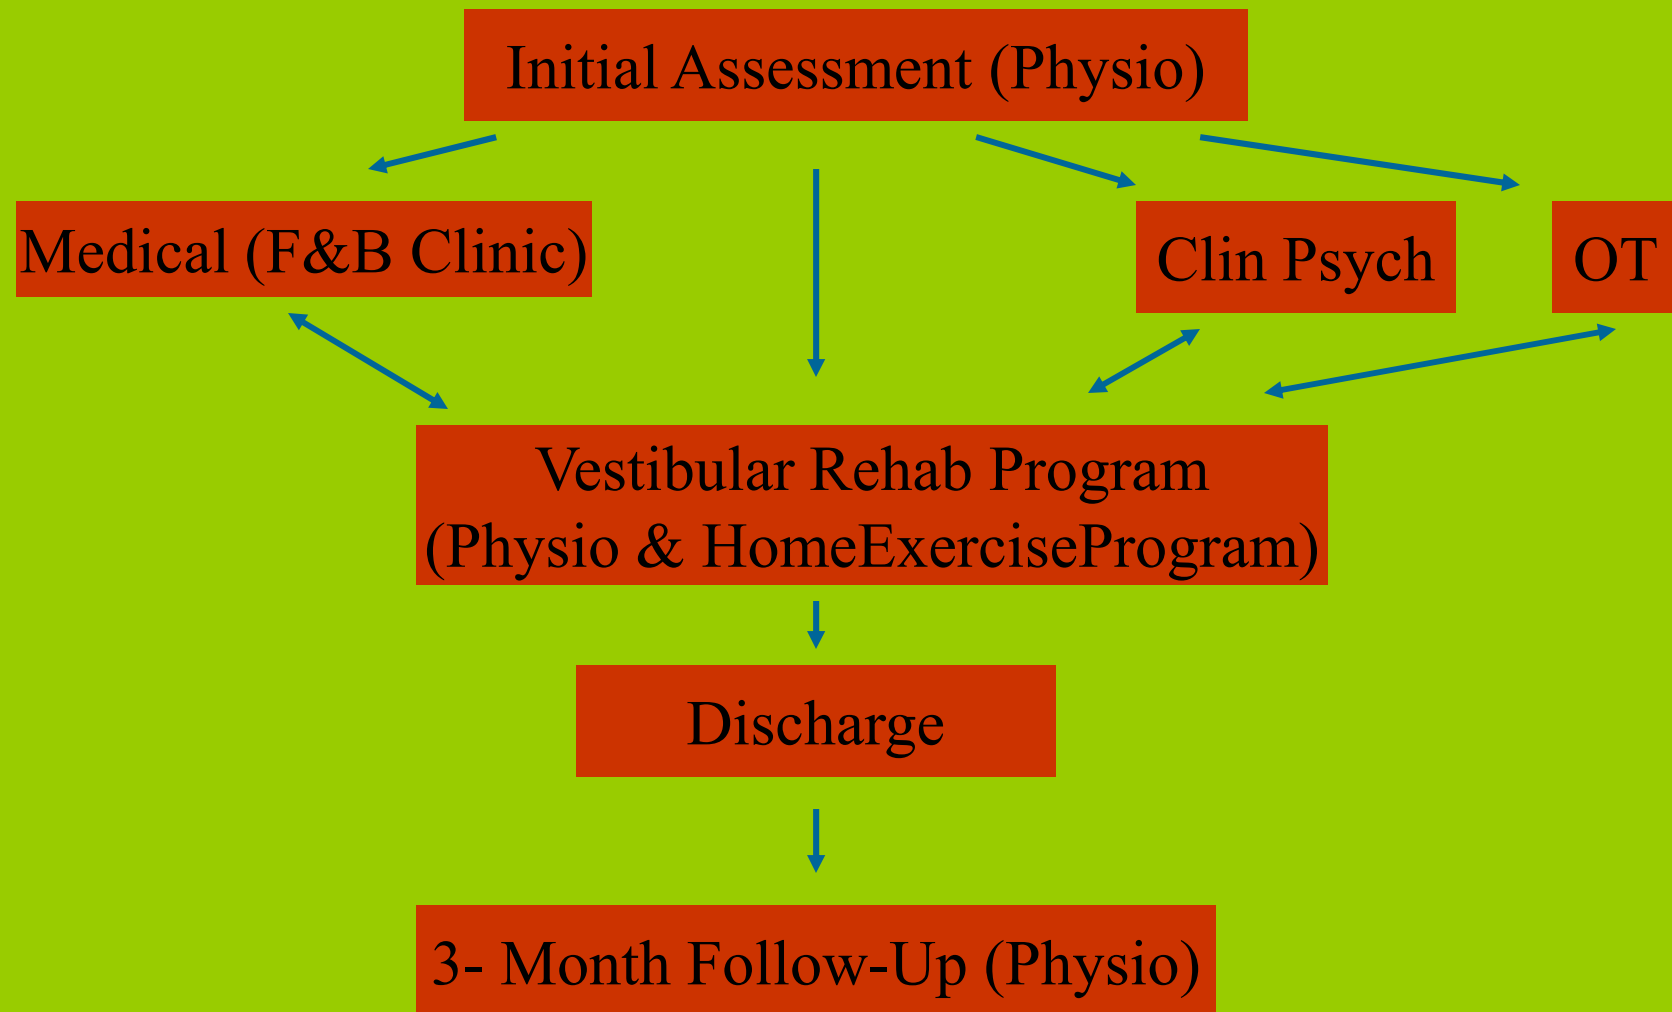 Initial Assessment (Physio)
Medical (F&B Clinic)
Clin Psych
OT
Vestibular Rehab Program
(Physio & HomeExerciseProgram)
Discharge
3- Month Follow-Up (Physio)